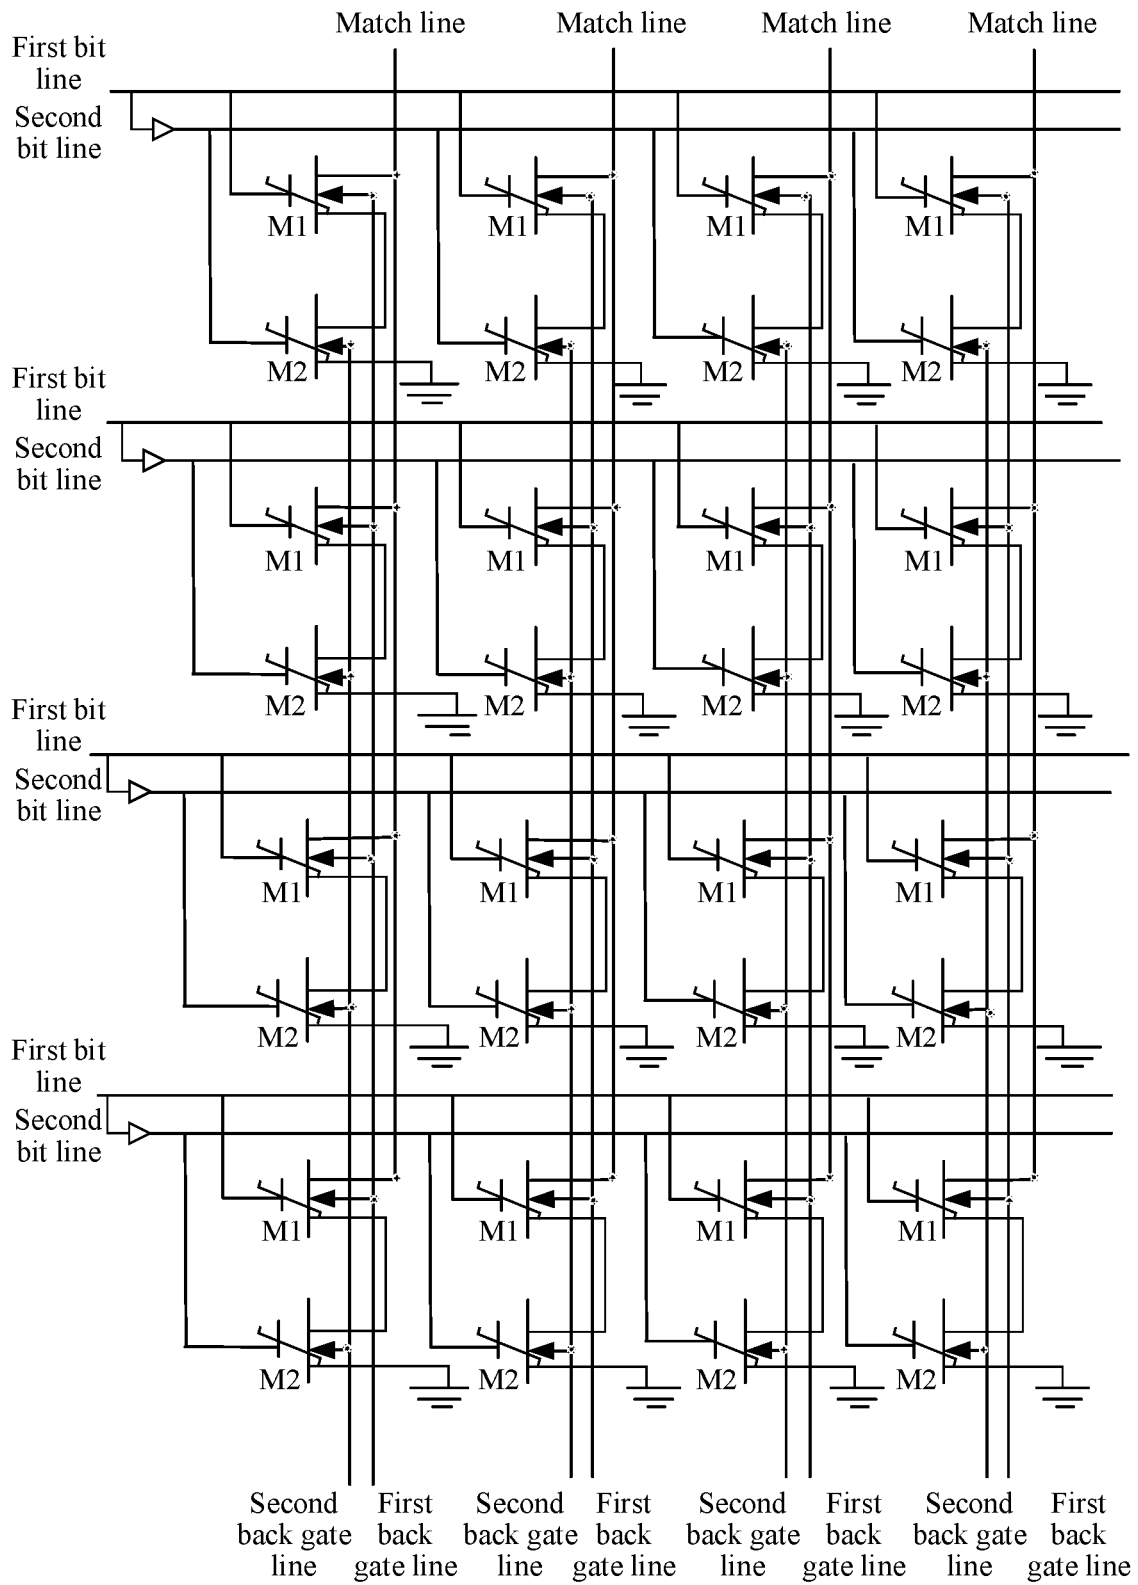 Match line Match line Match line Match line
First bit
line
Second
bit line
M1 M1 M1 M1
M2 M2 M2 M2
First bit
line
Second
bit line
M1 M1 M1 M1
M2 M2 M2 M2
First bit
line
Second
bit line
M1 M1 M1 M1
M2 M2 M2 M2
First bit
line
Second
bit line
M1 M1 M1 M1
M2 M2 M2 M2
Second
back gate
line
First
back
gate line
Second
back gate
line
First
back
gate line
Second
back gate
line
First
back
gate line
Second
back gate
line
First
back
gate line